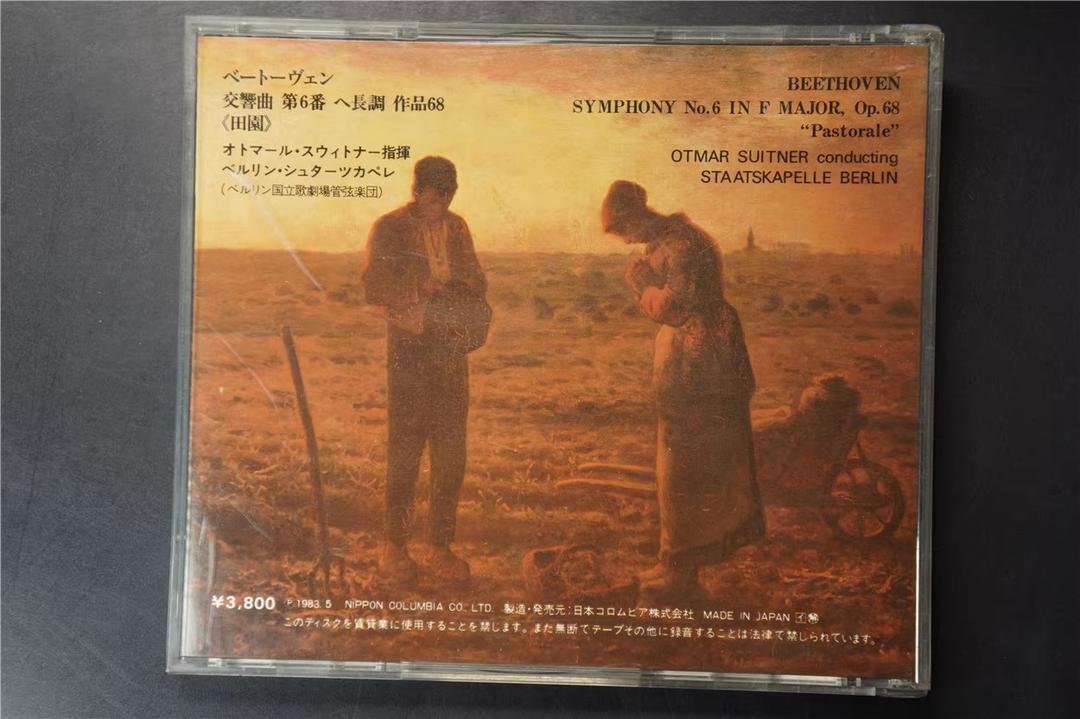 ベートーヴェン
交響曲 第6番 ヘ長調 作品68
《田園》
オトマール・スウィトナー指揮
ベルリン・シュターツカペレ
(ベルリン国立歌劇場管弦楽団)
BEETHOVEN
SYMPHONY No.6 IN F MAJOR, Op.68
“Pastorale”
OTMAR SUITNER conducting
STAATSKAPELLE BERLIN
¥3,800 ℗ 1983. 5 NIPPON COLUMBIA CO., LTD. 製造・発売元:日本コロムビア株式会社 MADE IN JAPAN
このディスクを賃貸業に使用することを禁じます。また無断でテープその他に録音することは法律で禁じられています。